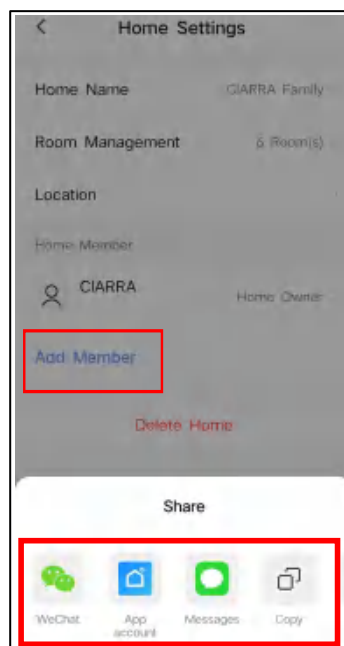 Home Settings
Home Name CIARRA Family
Room Management 6 Room(s)
Location
Home Member
CIARRA
Home Owner
Add Member
Delete Home
Share
WeChat App account Messages Copy